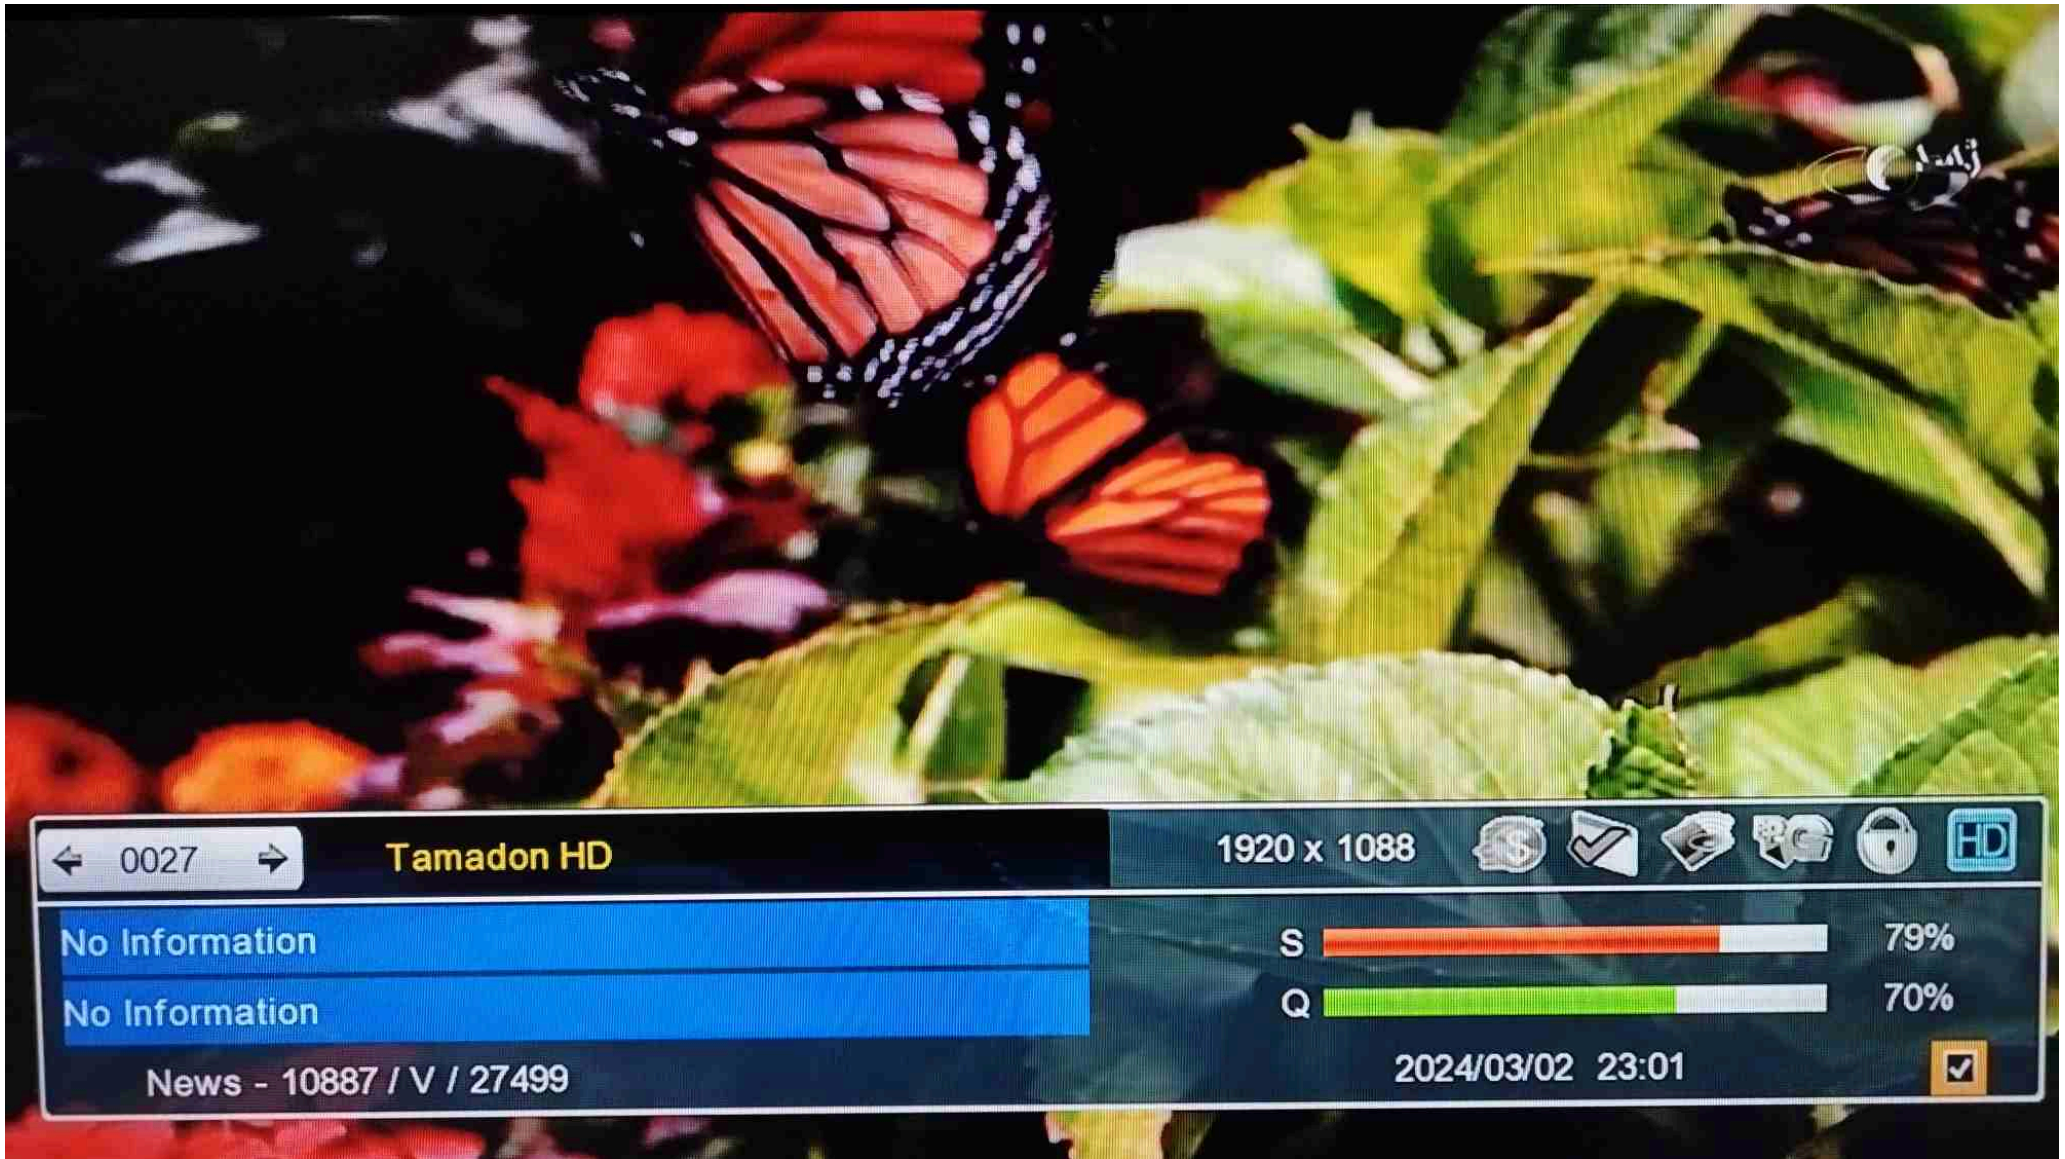 0027
Tamadon HD
1920 x 1088
HD
No Information
S 79%
No Information
Q 70%
News - 10887 / V / 27499
2024/03/02 23:01